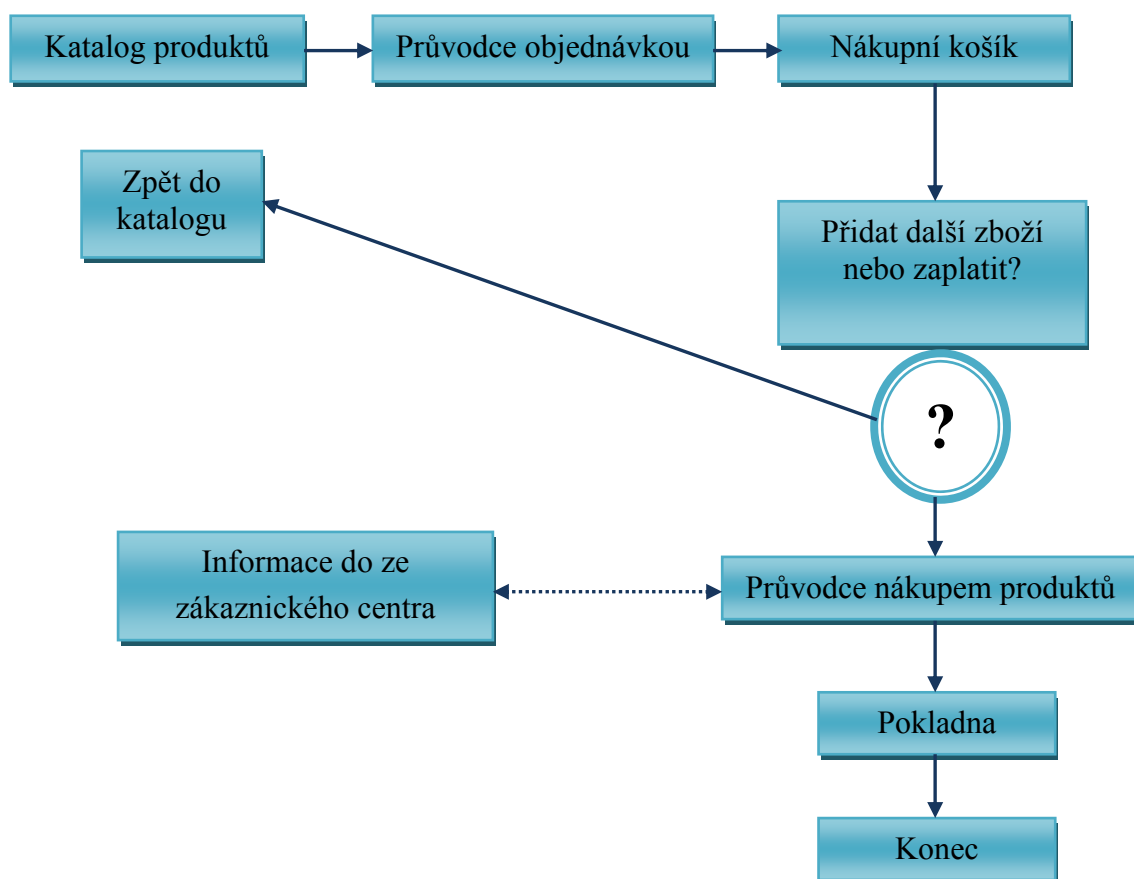 Katalog produktů
Průvodce objednávkou
Nákupní košík
Zpět do
katalogu
Přidat další zboží
nebo zaplatit?
?
Informace do ze
zákaznického centra
Průvodce nákupem produktů
Pokladna
Konec